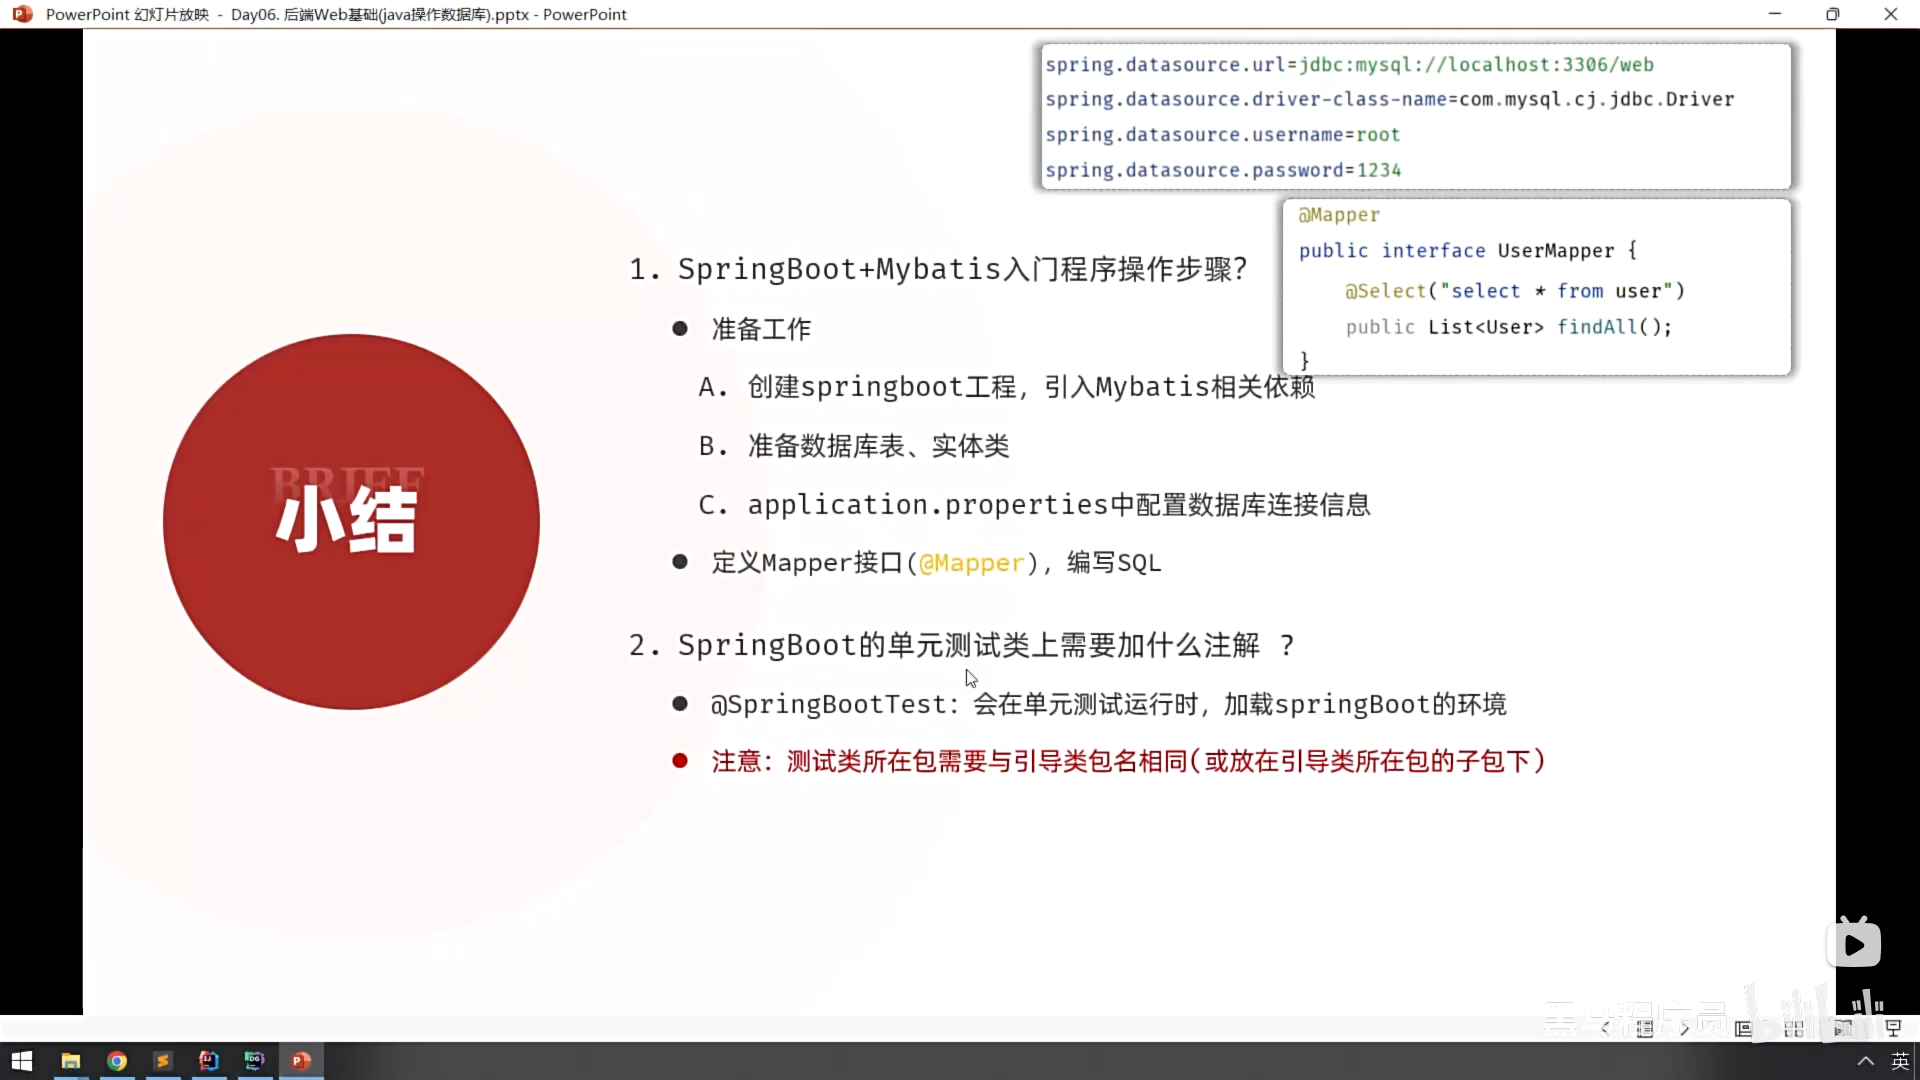 PowerPoint 幻灯片放映 - Day06. 后端Web基础(java操作数据库).pptx - PowerPoint
spring.datasource.url=jdbc:mysql://localhost:3306/web
spring.datasource.driver-class-name=com.mysql.cj.jdbc.Driver
spring.datasource.username=root
spring.datasource.password=1234
@Mapper
public interface UserMapper {
@Select("select * from user")
public List<User> findAll();
}
BRIEF
小结
1. SpringBoot+Mybatis入门程序操作步骤？
准备工作
A. 创建springboot工程，引入Mybatis相关依赖
B. 准备数据库表、实体类
C. application.properties中配置数据库连接信息
定义Mapper接口(@Mapper)，编写SQL
2. SpringBoot的单元测试类上需要加什么注解 ？
@SpringBootTest：会在单元测试运行时，加载springBoot的环境
注意：测试类所在包需要与引导类包名相同(或放在引导类所在包的子包下)
黑马程序员 bilibili
英